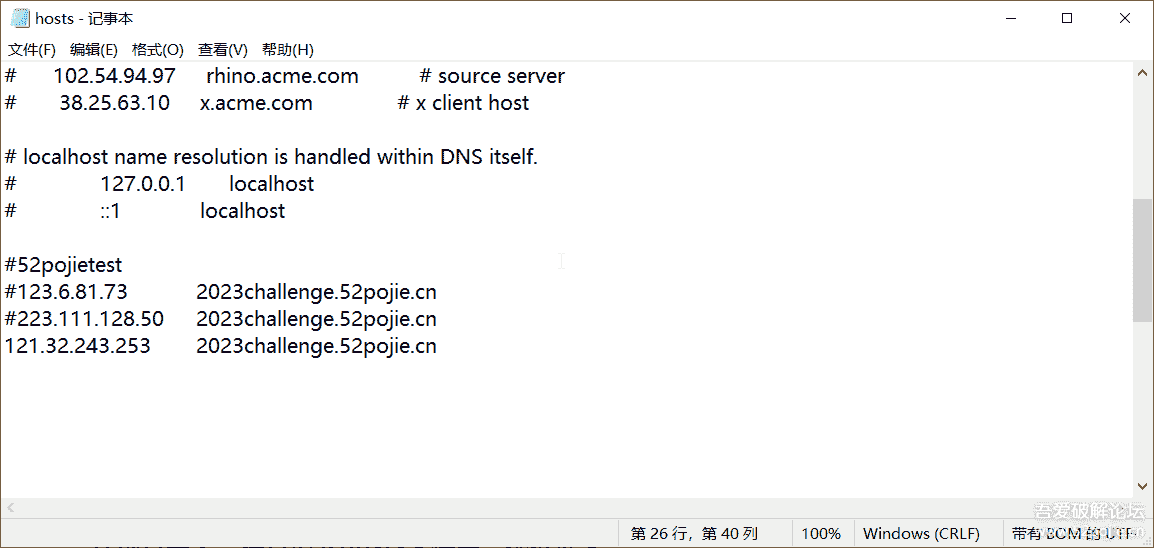 hosts - 记事本
文件(F) 编辑(E) 格式(O) 查看(V) 帮助(H)
# 102.54.94.97 rhino.acme.com # source server
# 38.25.63.10 x.acme.com # x client host
# localhost name resolution is handled within DNS itself.
# 127.0.0.1 localhost
# ::1 localhost
#52pojietest
#123.6.81.73 2023challenge.52pojie.cn
#223.111.128.50 2023challenge.52pojie.cn
121.32.243.253 2023challenge.52pojie.cn
吾爱破解论坛
第 26 行，第 40 列 100% Windows (CRLF) 带有 BOM 的